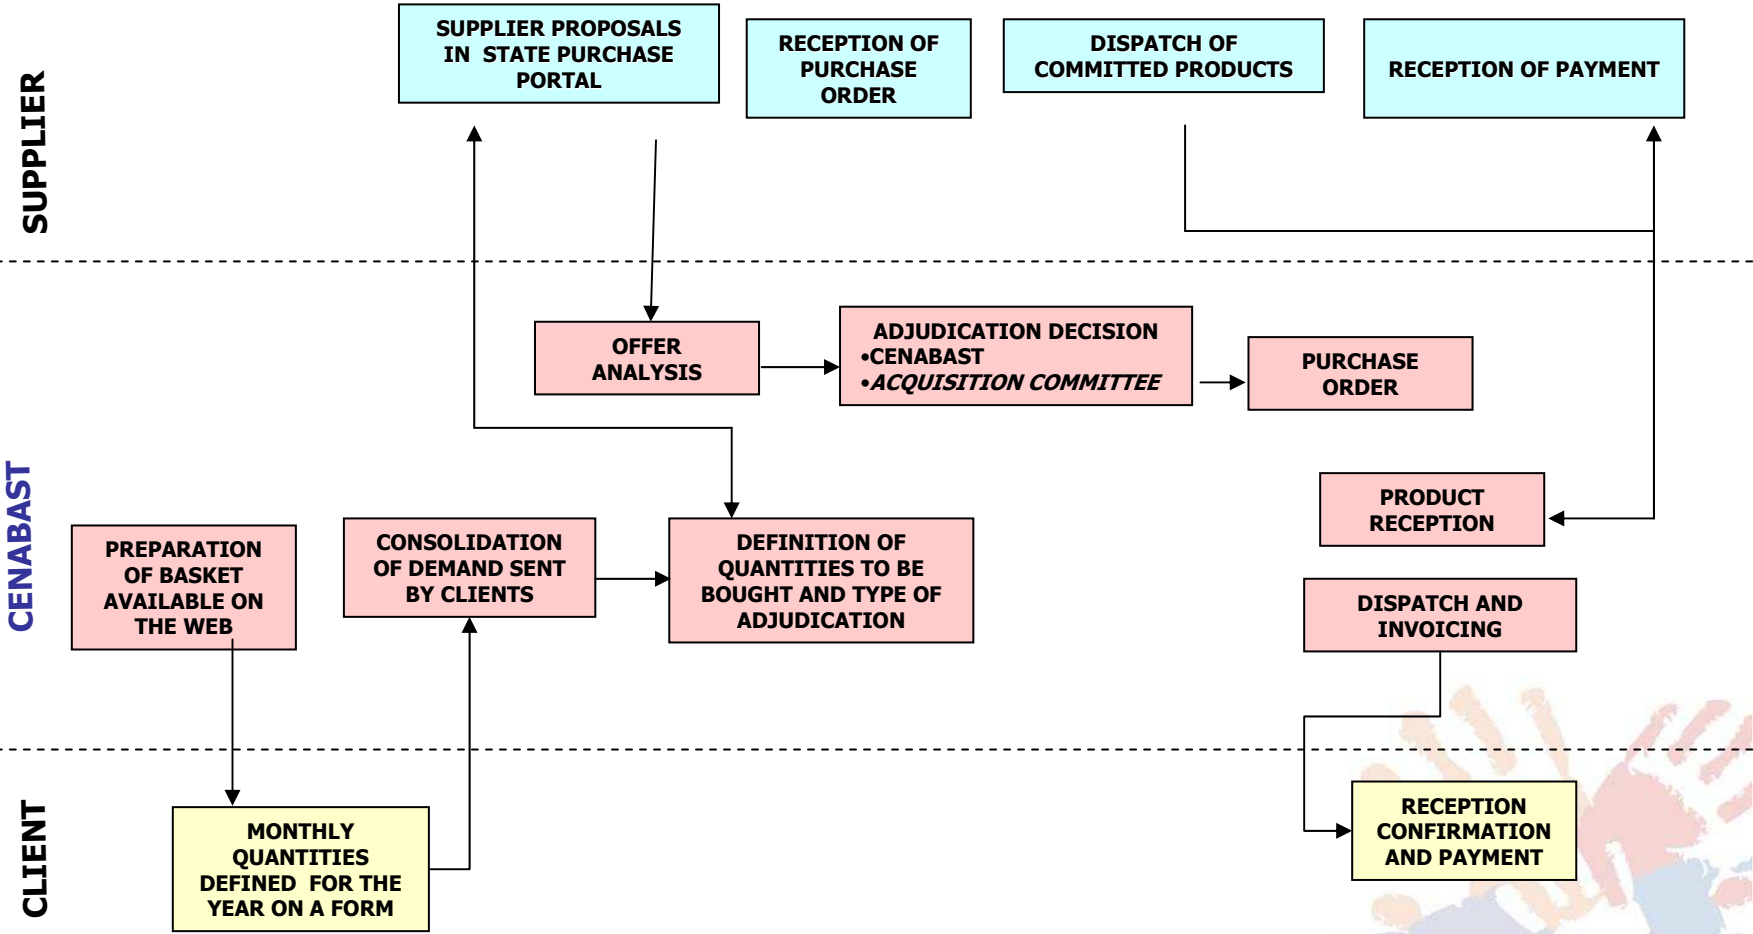 SUPPLIER
SUPPLIER PROPOSALS
IN STATE PURCHASE
PORTAL
RECEPTION OF
PURCHASE
ORDER
DISPATCH OF
COMMITTED PRODUCTS
RECEPTION OF PAYMENT
CENABAST
OFFER
ANALYSIS
ADJUDICATION DECISION
•CENABAST
•ACQUISITION COMMITTEE
PURCHASE
ORDER
PREPARATION
OF BASKET
AVAILABLE ON
THE WEB
CONSOLIDATION
OF DEMAND SENT
BY CLIENTS
DEFINITION OF
QUANTITIES TO BE
BOUGHT AND TYPE OF
ADJUDICATION
PRODUCT
RECEPTION
DISPATCH AND
INVOICING
CLIENT
MONTHLY
QUANTITIES
DEFINED FOR THE
YEAR ON A FORM
RECEPTION
CONFIRMATION
AND PAYMENT